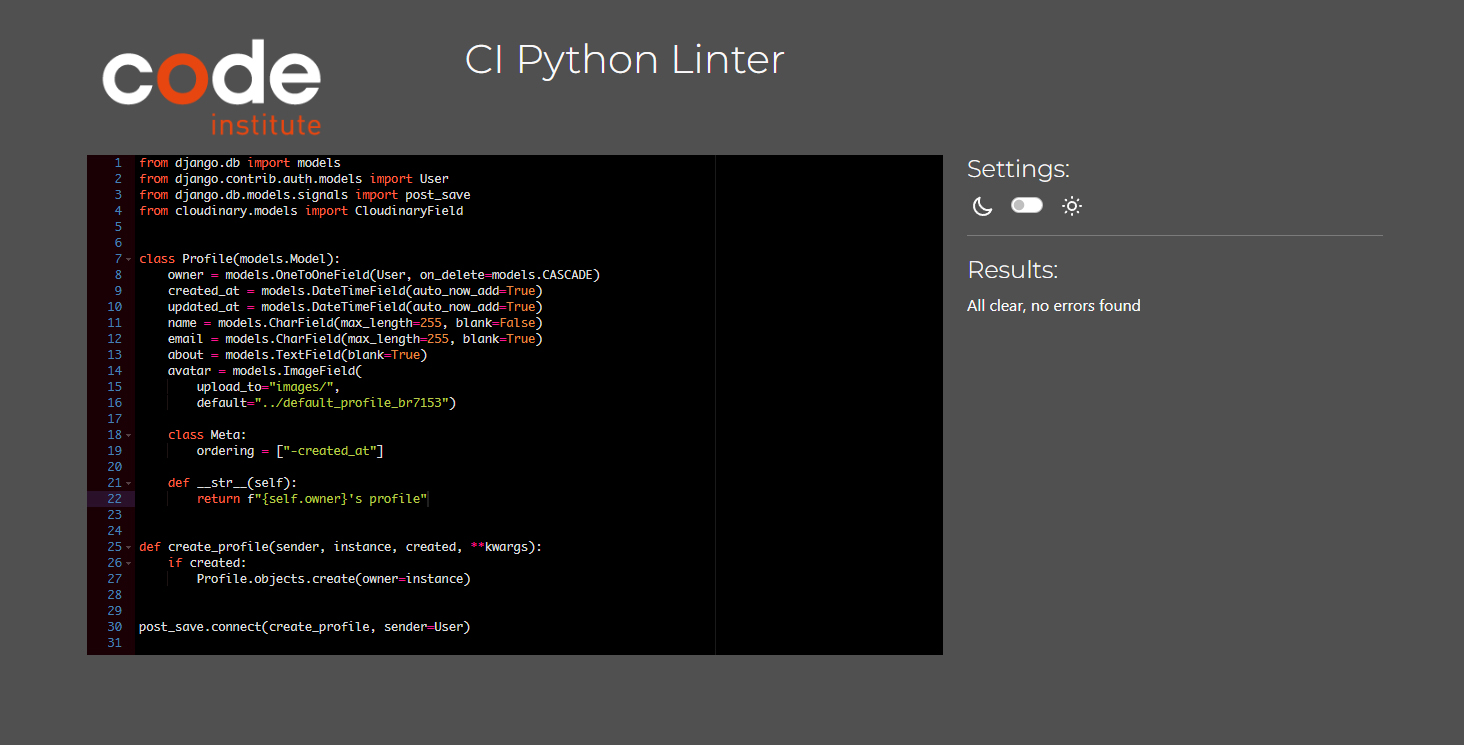 code
institute
CI Python Linter
1 from django.db import models
2 from django.contrib.auth.models import User
3 from django.db.models.signals import post_save
4 from cloudinary.models import CloudinaryField
5
6
7 class Profile(models.Model):
8     owner = models.OneToOneField(User, on_delete=models.CASCADE)
9     created_at = models.DateTimeField(auto_now_add=True)
10     updated_at = models.DateTimeField(auto_now_add=True)
11     name = models.CharField(max_length=255, blank=False)
12     email = models.CharField(max_length=255, blank=True)
13     about = models.TextField(blank=True)
14     avatar = models.ImageField(
15         upload_to="images/",
16         default="../default_profile_br7153")
17
18     class Meta:
19         ordering = ["-created_at"]
20
21     def __str__(self):
22         return f"{self.owner}'s profile"
23
24
25 def create_profile(sender, instance, created, **kwargs):
26     if created:
27         Profile.objects.create(owner=instance)
28
29
30 post_save.connect(create_profile, sender=User)
31
Settings:
Results:
All clear, no errors found